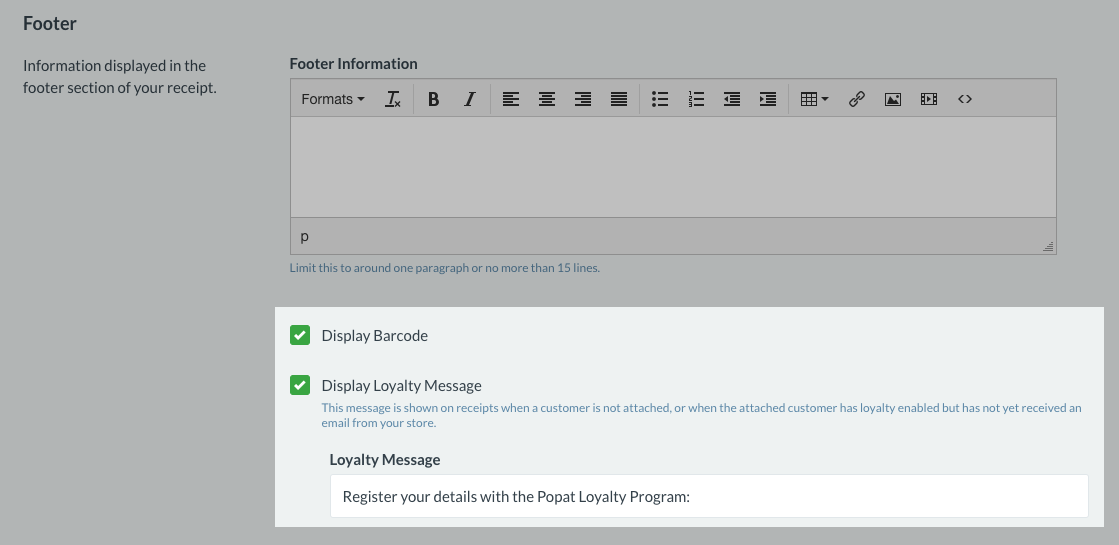 Footer
Information displayed in the
footer section of your receipt.
Footer Information
Formats
B I
p
Limit this to around one paragraph or no more than 15 lines.
Display Barcode
Display Loyalty Message
This message is shown on receipts when a customer is not attached, or when the attached customer has loyalty enabled but has not yet received an
email from your store.
Loyalty Message
Register your details with the Popat Loyalty Program: